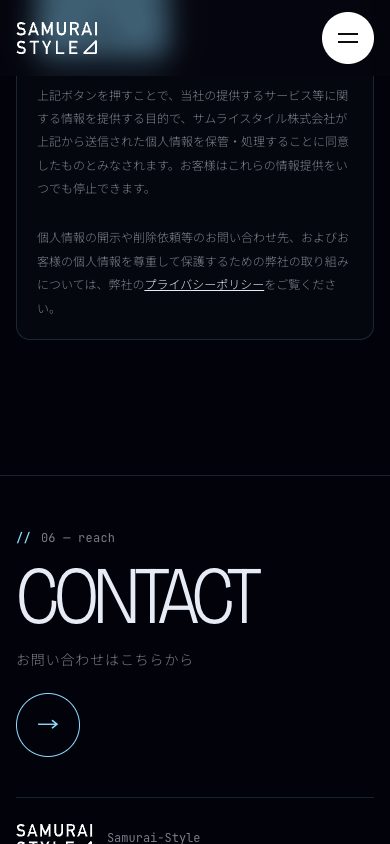 SAMURAI
STYLE
上記ボタンを押すことで、当社の提供するサービス等に関
する情報を提供する目的で、サムライスタイル株式会社が
上記から送信された個人情報を保管・処理することに同意
したものとみなされます。お客様はこれらの情報提供をい
つでも停止できます。
個人情報の開示や削除依頼等のお問い合わせ先、およびお
客様の個人情報を尊重して保護するための弊社の取り組み
については、弊社のプライバシーポリシーをご覧くださ
い。
// 06 — reach
CONTACT
お問い合わせはこちらから
SAMURAI
STYLE
Samurai-Style